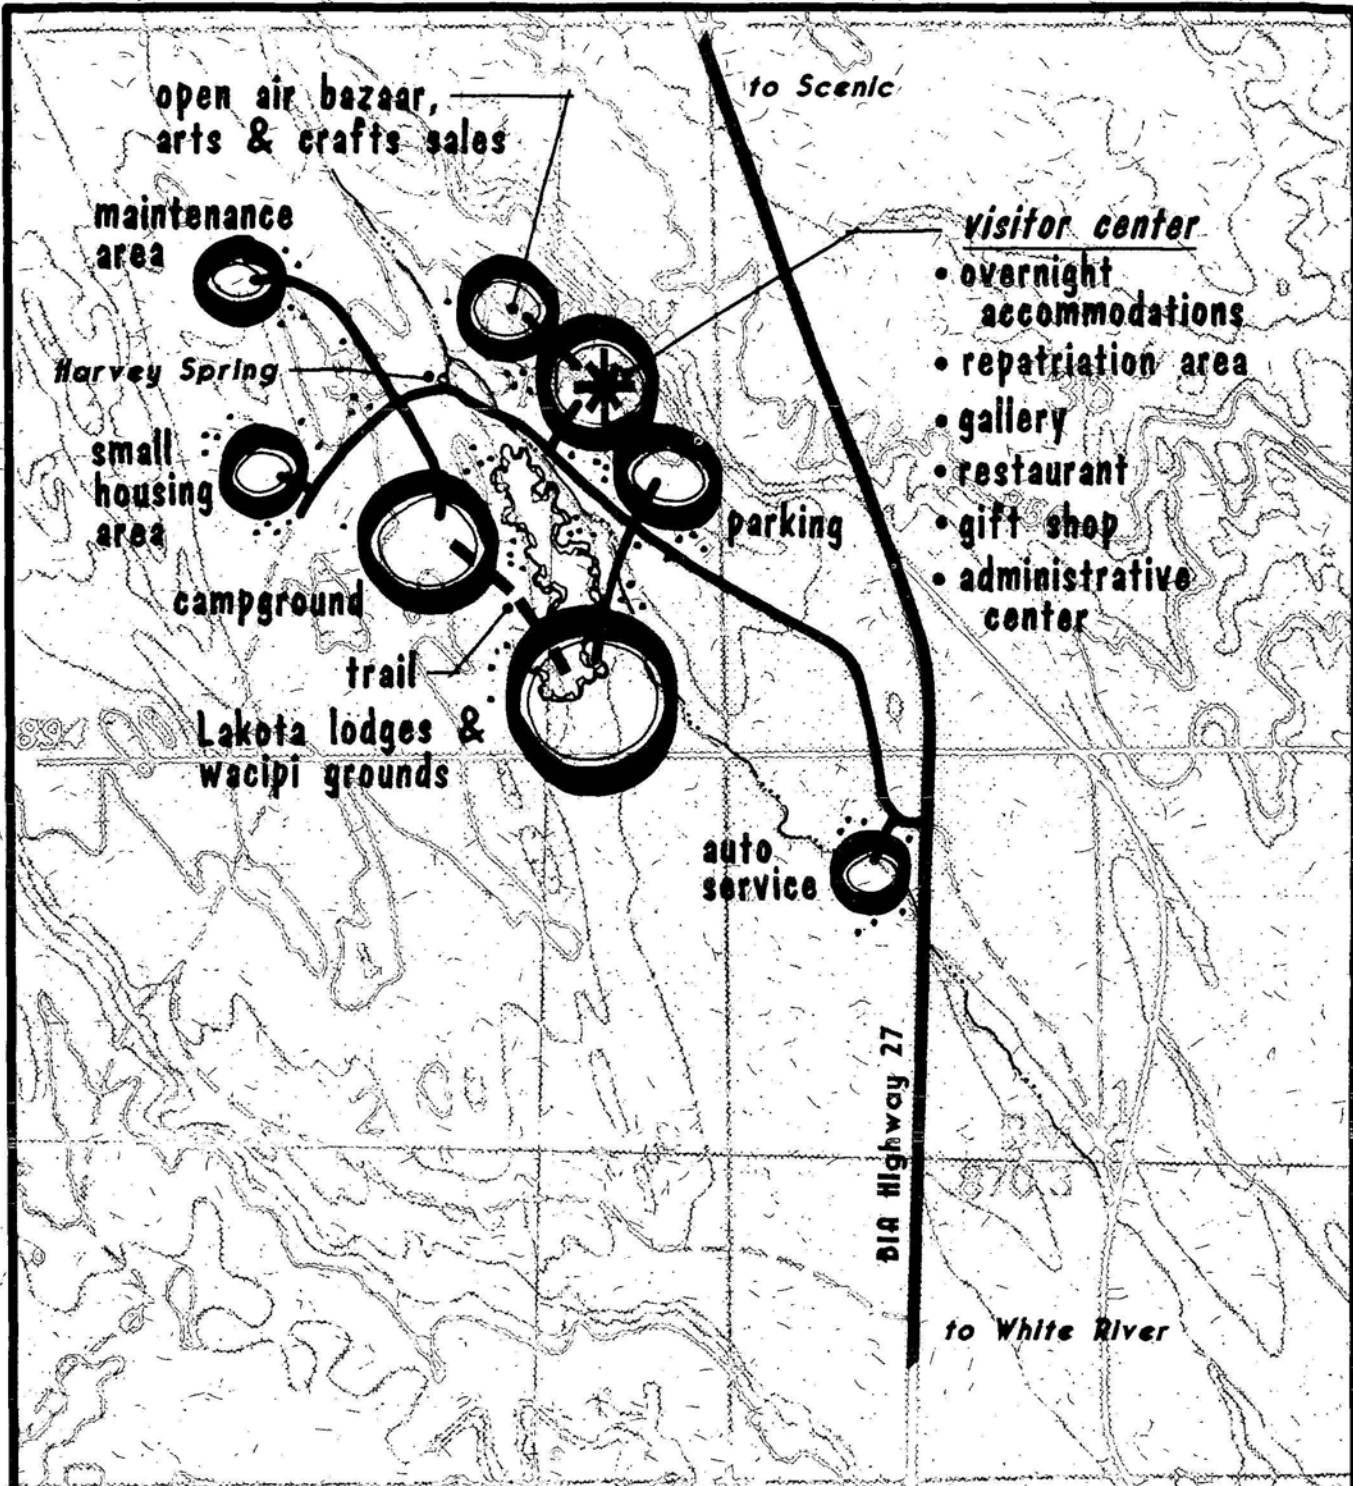 to Scenic
open air bazaar,
arts & crafts sales
maintenance
area
visitor center
• overnight
accommodations
• repatriation area
• gallery
• restaurant
• gift shop
• administrative
center
Harvey Spring
small
housing
area
parking
campground
trail
Lakota lodges &
wacipi grounds
894
auto
service
BIA Highway 27
to White River